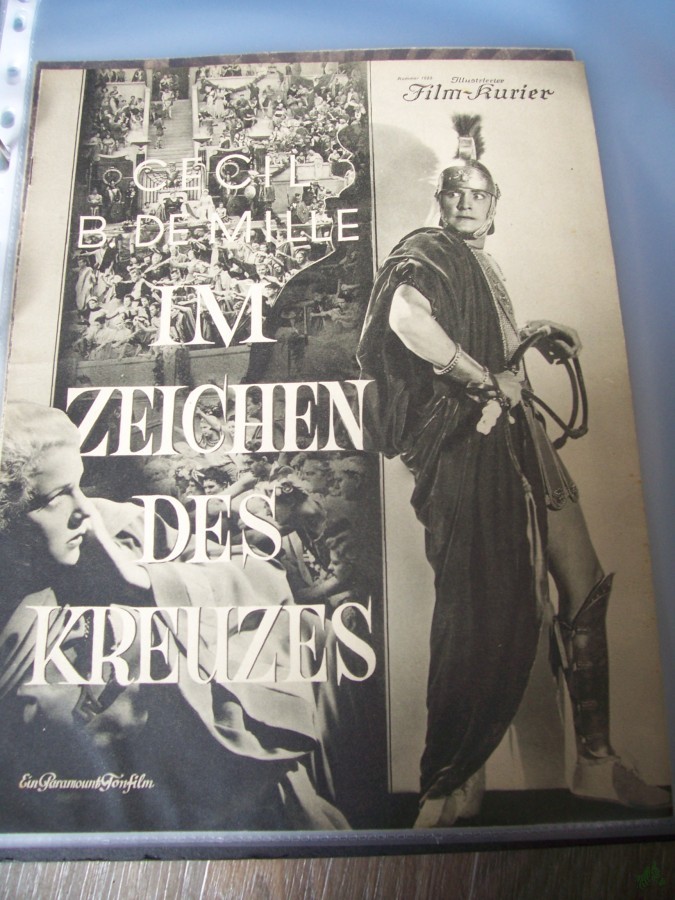 Illustrierter
Film-Kurier
CECIL
B. DE MILLE
IM
ZEICHEN
DES
KREUZES
Ein Paramount-Tonfilm